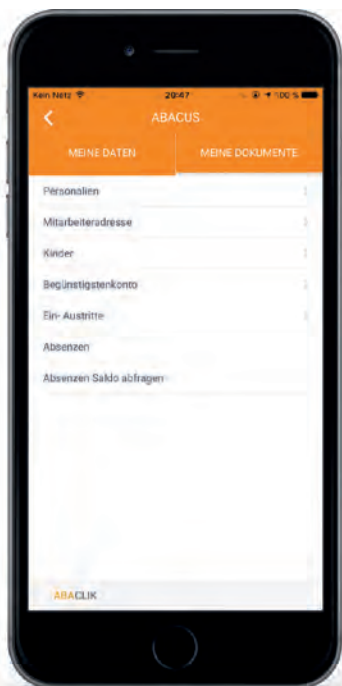 Kein Netz 20:47 100 %
ABACUS
MEINE DATEN MEINE DOKUMENTE
Personalien
Mitarbeiteradresse
Kinder
Begünstigtenkonto
Ein- Austritte
Absenzen
Absenzen Saldo abfragen
ABACLIK